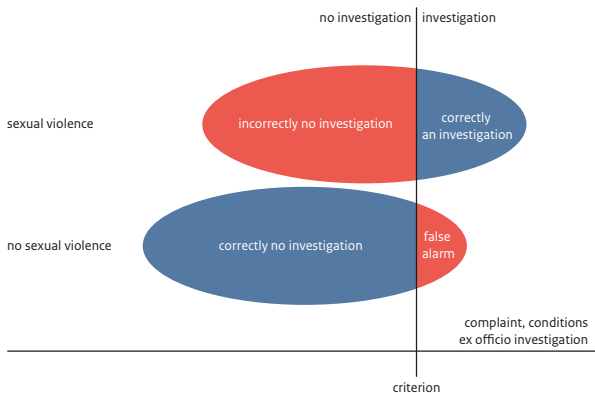 no investigation
investigation
sexual violence
incorrectly no investigation
correctly
an investigation
no sexual violence
correctly no investigation
false
alarm
complaint, conditions
ex officio investigation
criterion